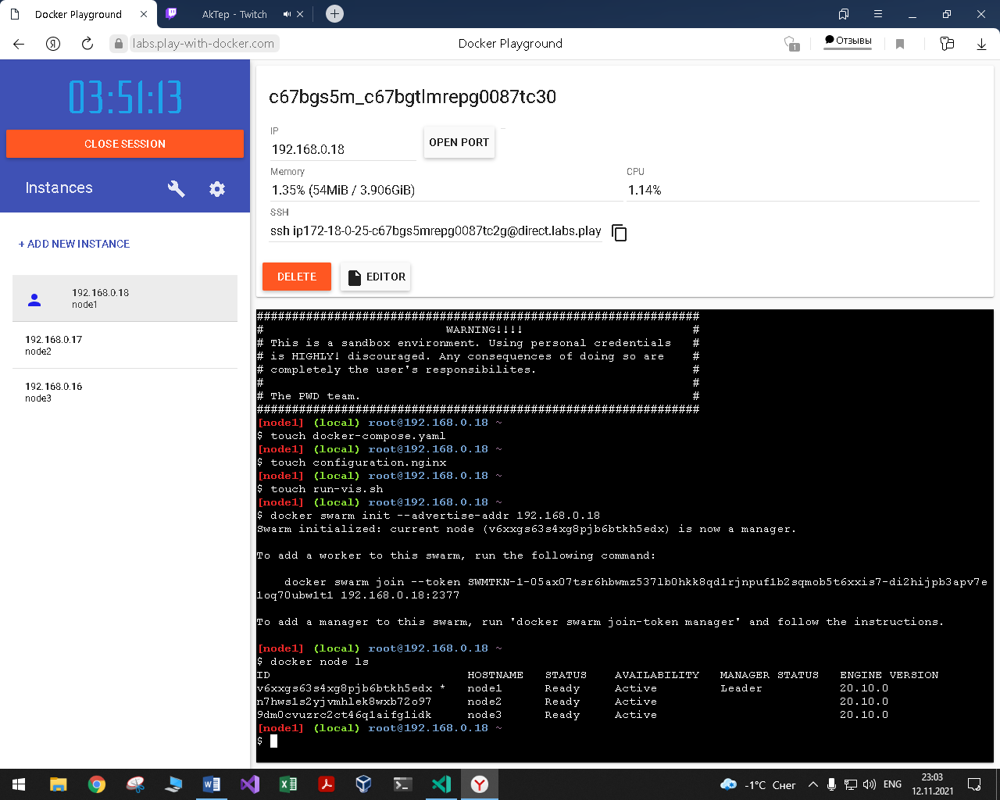 Docker Playground
AkTep - Twitch
labs.play-with-docker.com
Docker Playground
1
Отзывы
03:51:13
CLOSE SESSION
Instances
+ ADD NEW INSTANCE
192.168.0.18
node1
192.168.0.17
node2
192.168.0.16
node3
c67bgs5m_c67bgtlmrepg0087tc30
IP
192.168.0.18
OPEN PORT
Memory
1.35% (54MiB / 3.906GiB)
CPU
1.14%
SSH
ssh ip172-18-0-25-c67bgs5mrepg0087tc2g@direct.labs.play
DELETE
EDITOR
###############################################################
# WARNING!!!! #
# This is a sandbox environment. Using personal credentials #
# is HIGHLY! discouraged. Any consequences of doing so are #
# completely the user's responsibilites. #
# #
# The PWD team. #
###############################################################
[node1] (local) root@192.168.0.18 ~
$ touch docker-compose.yaml
[node1] (local) root@192.168.0.18 ~
$ touch configuration.nginx
[node1] (local) root@192.168.0.18 ~
$ touch run-vis.sh
[node1] (local) root@192.168.0.18 ~
$ docker swarm init --advertise-addr 192.168.0.18
Swarm initialized: current node (v6xxgs63s4xg8pjb6btkh5edx) is now a manager.
To add a worker to this swarm, run the following command:
docker swarm join --token SWMTKN-1-05ax07tsr6hbwmz537lb0hkk8qd1rjnpuf1b2sqmob5t6xxis7-di2hijpb3apv7e
1oq70ubw1t1 192.168.0.18:2377
To add a manager to this swarm, run 'docker swarm join-token manager' and follow the instructions.
[node1] (local) root@192.168.0.18 ~
$ docker node ls
ID HOSTNAME STATUS AVAILABILITY MANAGER STATUS ENGINE VERSION
v6xxgs63s4xg8pjb6btkh5edx * node1 Ready Active Leader 20.10.0
n7hws1s2yjvmhlek8wxb72o97 node2 Ready Active 20.10.0
9dm0cvuzrc2ct46q1aifg1idk node3 Ready Active 20.10.0
[node1] (local) root@192.168.0.18 ~
$
-1°C Снег
ENG
23:03
12.11.2021